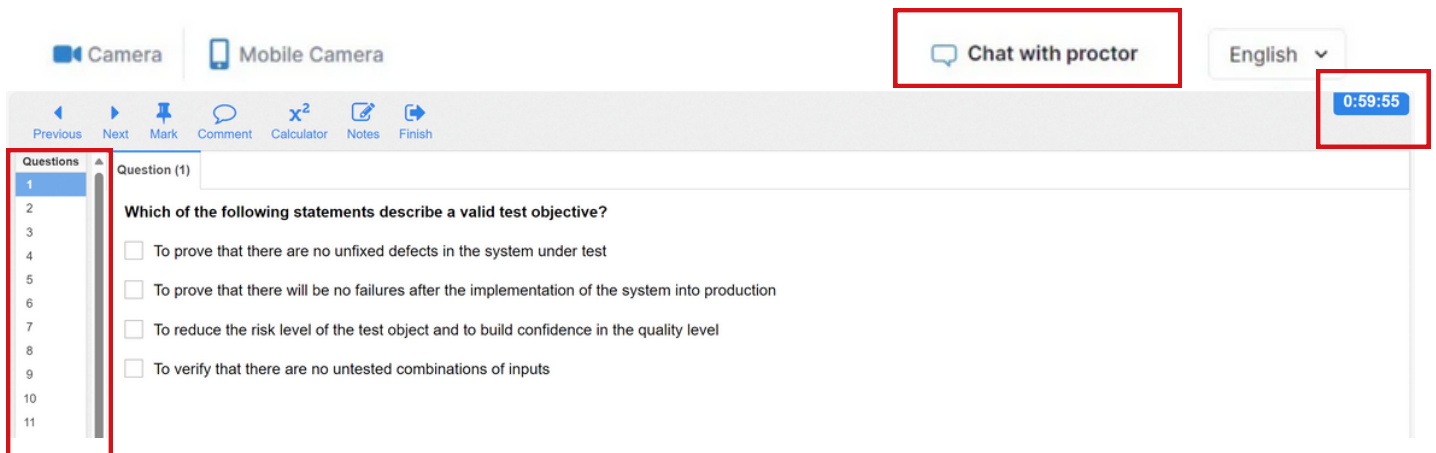 Camera
Mobile Camera
Chat with proctor
English
0:59:55
Previous
Next
Mark
Comment
x² Calculator
Notes
Finish
Questions
Question (1)
1
2
3
4
5
6
7
8
9
10
11
Which of the following statements describe a valid test objective?
To prove that there are no unfixed defects in the system under test
To prove that there will be no failures after the implementation of the system into production
To reduce the risk level of the test object and to build confidence in the quality level
To verify that there are no untested combinations of inputs